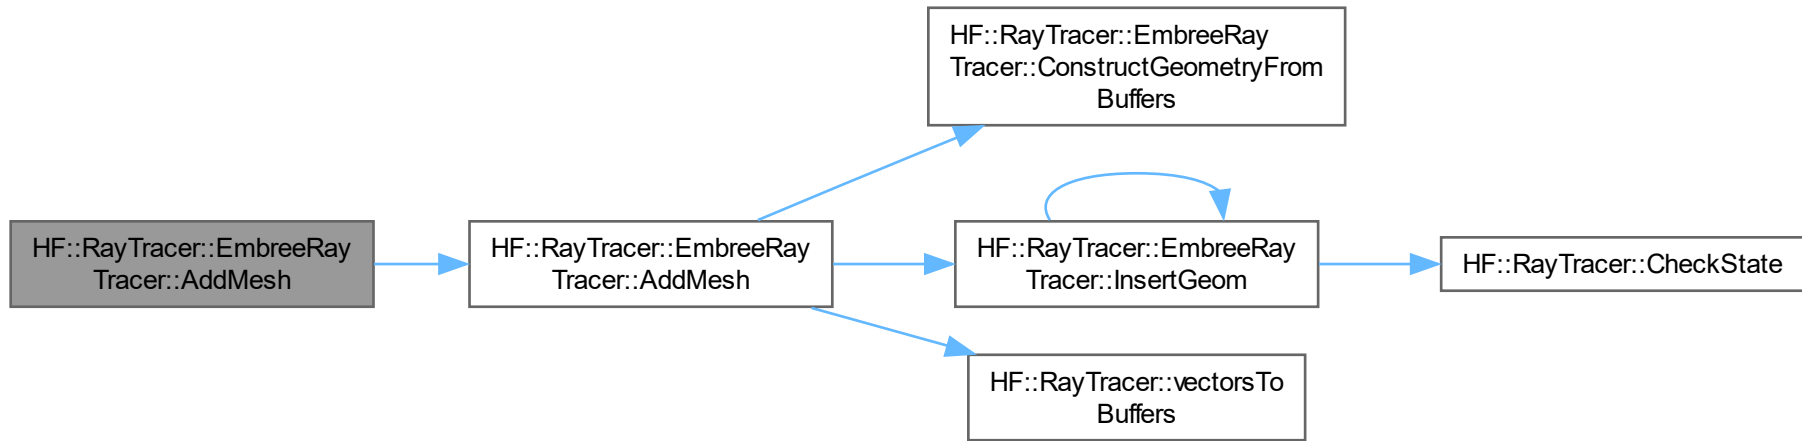 HF::RayTracer::EmbreeRay
Tracer::AddMesh
HF::RayTracer::EmbreeRay
Tracer::AddMesh
HF::RayTracer::EmbreeRay
Tracer::ConstructGeometryFrom
Buffers
HF::RayTracer::EmbreeRay
Tracer::InsertGeom
HF::RayTracer::CheckState
HF::RayTracer::vectorsTo
Buffers